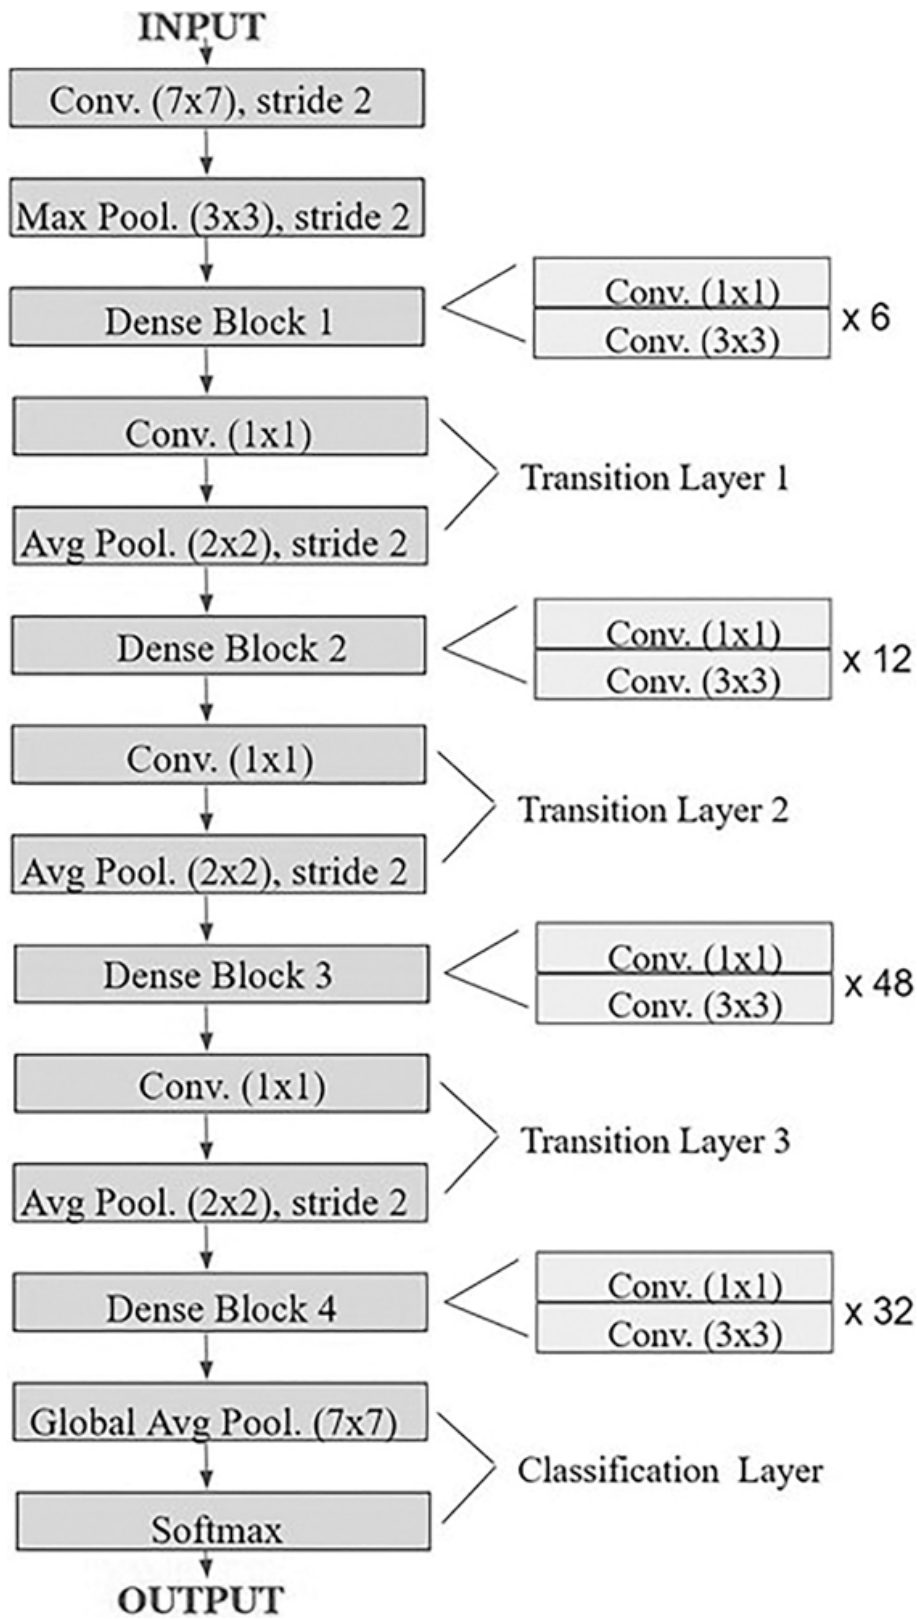 INPUT
Conv. (7x7), stride 2
Max Pool. (3x3), stride 2
Dense Block 1
Conv. (1x1)
Conv. (3x3)
x 6
Conv. (1x1)
Avg Pool. (2x2), stride 2
Transition Layer 1
Dense Block 2
Conv. (1x1)
Conv. (3x3)
x 12
Conv. (1x1)
Avg Pool. (2x2), stride 2
Transition Layer 2
Dense Block 3
Conv. (1x1)
Conv. (3x3)
x 48
Conv. (1x1)
Avg Pool. (2x2), stride 2
Transition Layer 3
Dense Block 4
Conv. (1x1)
Conv. (3x3)
x 32
Global Avg Pool. (7x7)
Softmax
Classification Layer
OUTPUT